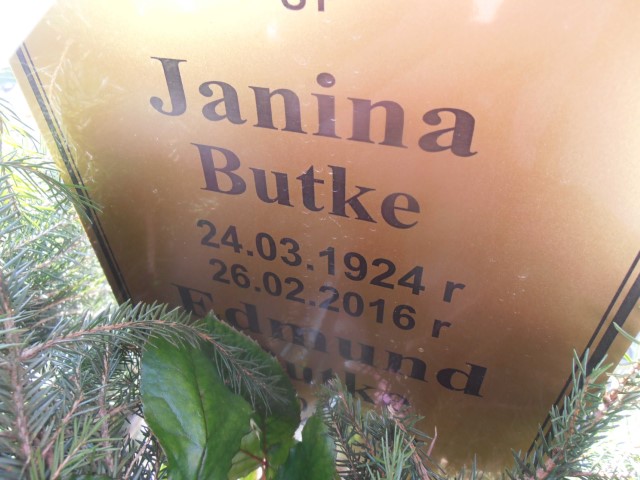 Janina
Butke
24.03.1924 r
26.02.2016 r
Edmund